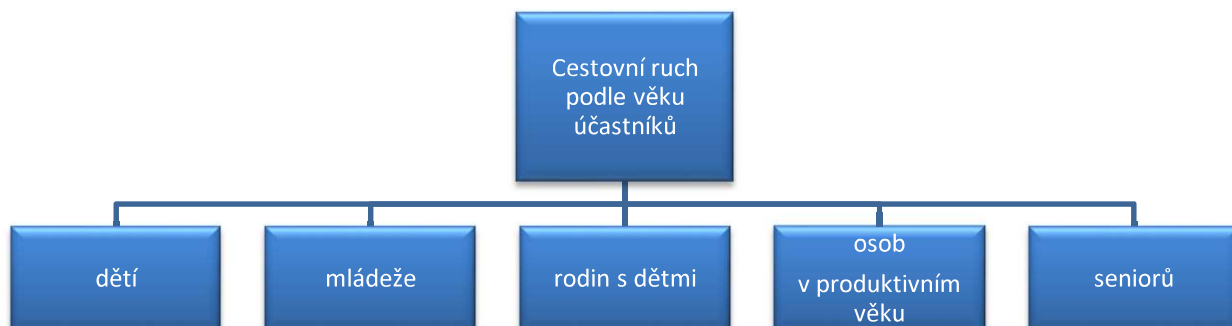 Cestovní ruch
podle věku
účastníků
dětí
mládeže
rodin s dětmi
osob
v produktivním
věku
seniorů